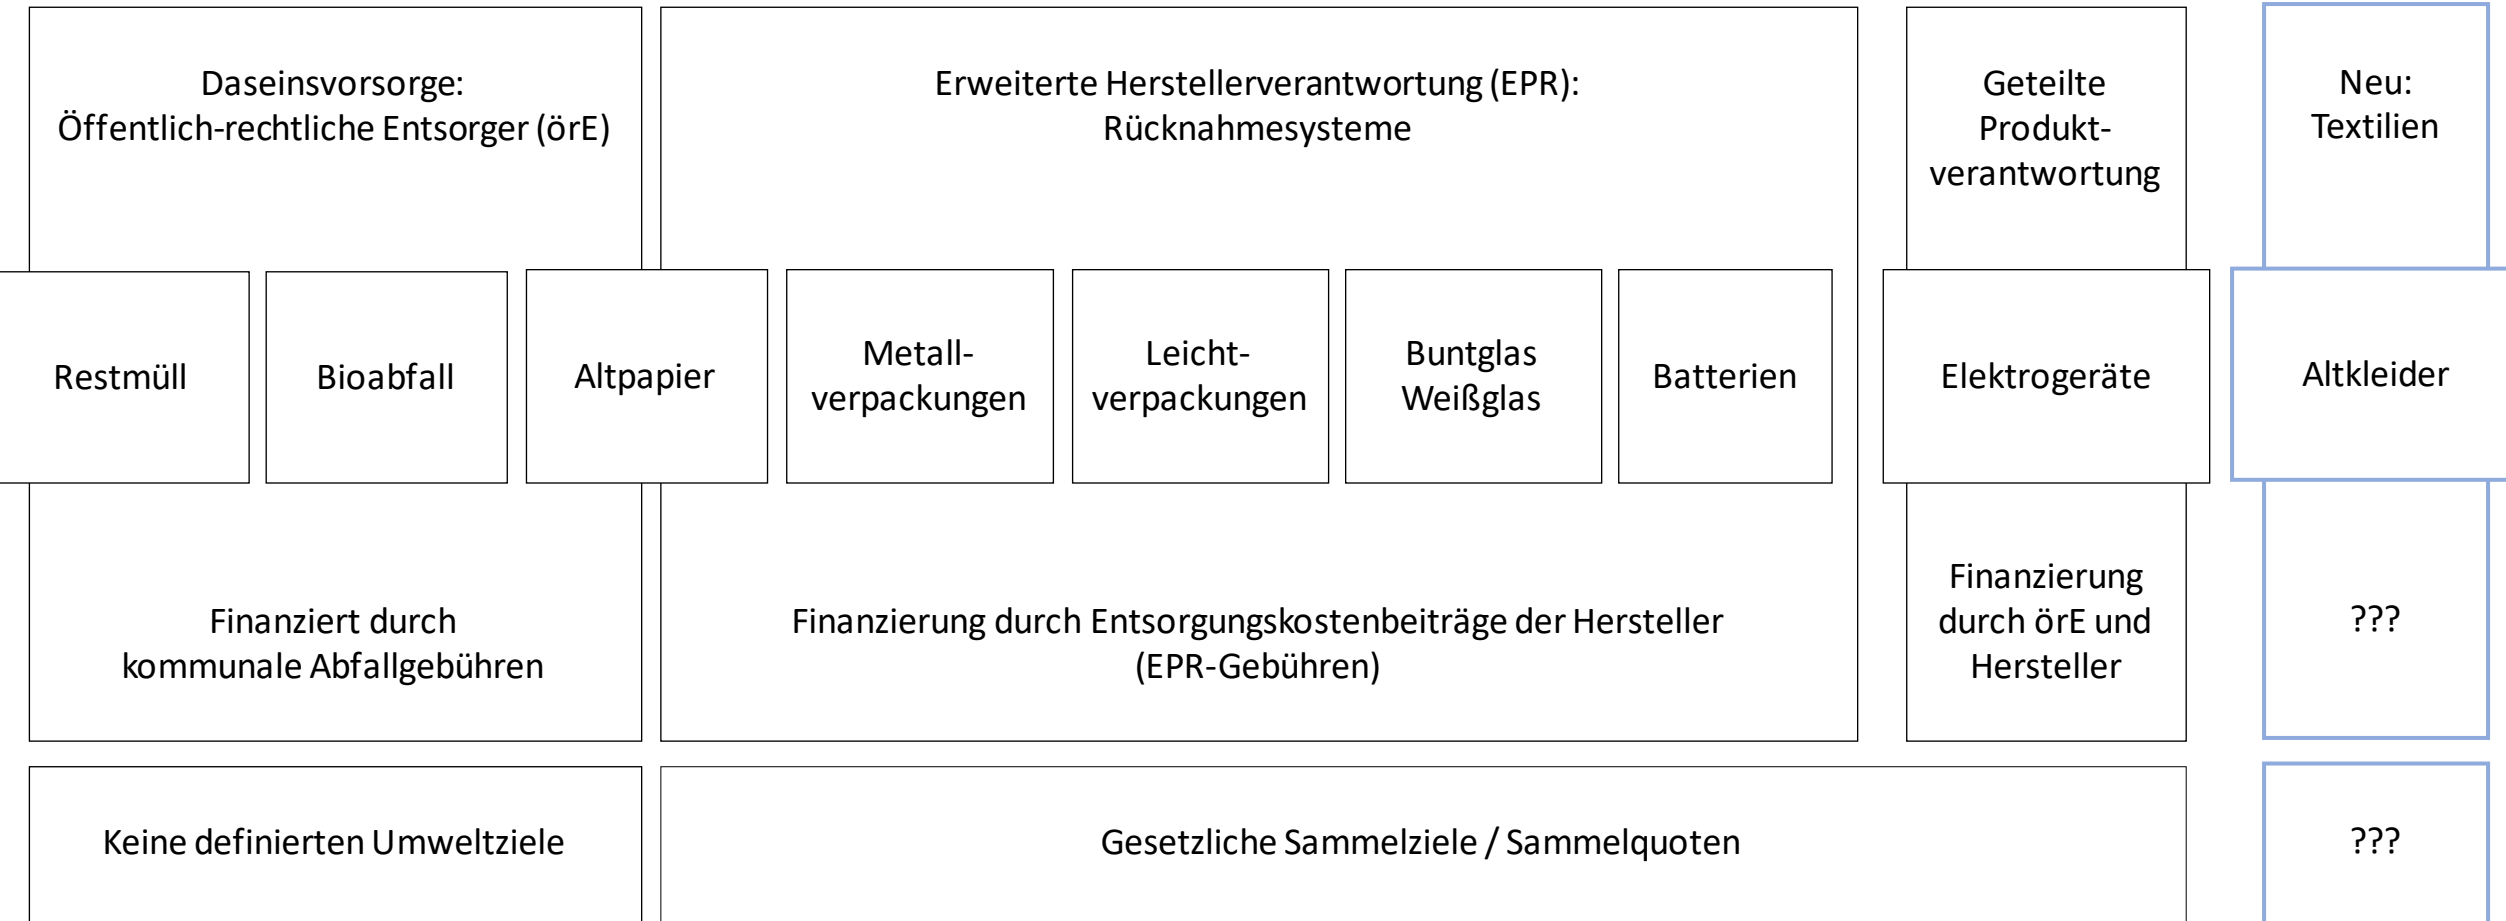 Daseinsvorsorge:
Öffentlich-rechtliche Entsorger (örE)
Erweiterte Herstellerverantwortung (EPR):
Rücknahmesysteme
Geteilte
Produkt-
verantwortung
Neu:
Textilien
Restmüll
Bioabfall
Altpapier
Metall-
verpackungen
Leicht-
verpackungen
Buntglas
Weißglas
Batterien
Elektrogeräte
Altkleider
Finanziert durch
kommunale Abfallgebühren
Finanzierung durch Entsorgungskostenbeiträge der Hersteller
(EPR-Gebühren)
Finanzierung
durch örE und
Hersteller
???
Keine definierten Umweltziele
Gesetzliche Sammelziele / Sammelquoten
???